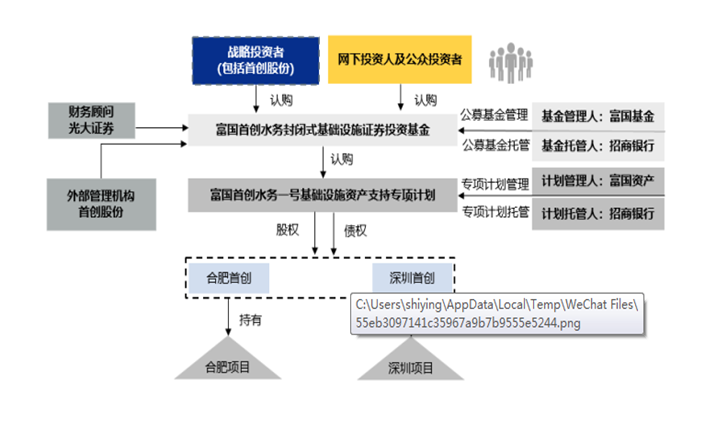 战略投资者
(包括首创股份)
网下投资人及公众投资者
认购
认购
财务顾问
光大证券
富国首创水务封闭式基础设施证券投资基金
公募基金管理
基金管理人：富国基金
公募基金托管
基金托管人：招商银行
认购
外部管理机构
首创股份
富国首创水务一号基础设施资产支持专项计划
专项计划管理
计划管理人：富国资产
专项计划托管
计划托管人：招商银行
股权
债权
合肥首创
深圳首创
C:\Users\shiying\AppData\Local\Temp\WeChat Files\
55eb3097141c35967a9b7b9555e5244.png
持有
合肥项目
深圳项目